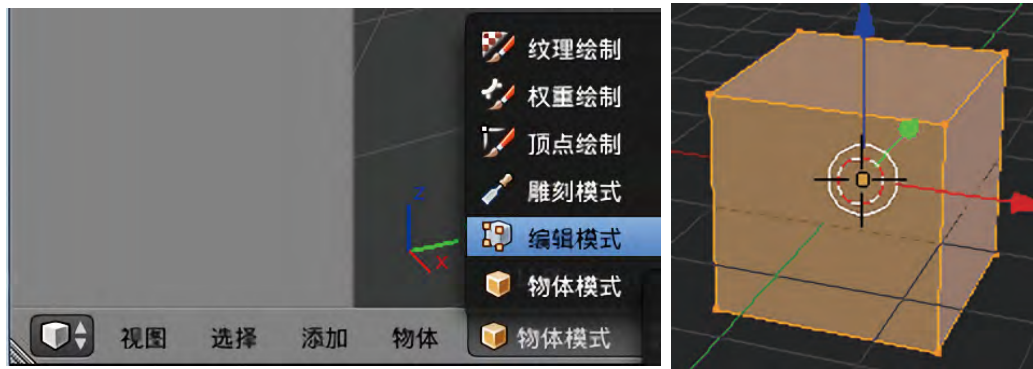 纹理绘制
权重绘制
顶点绘制
雕刻模式
编辑模式
物体模式
Z
X
视图 选择 添加 物体 物体模式